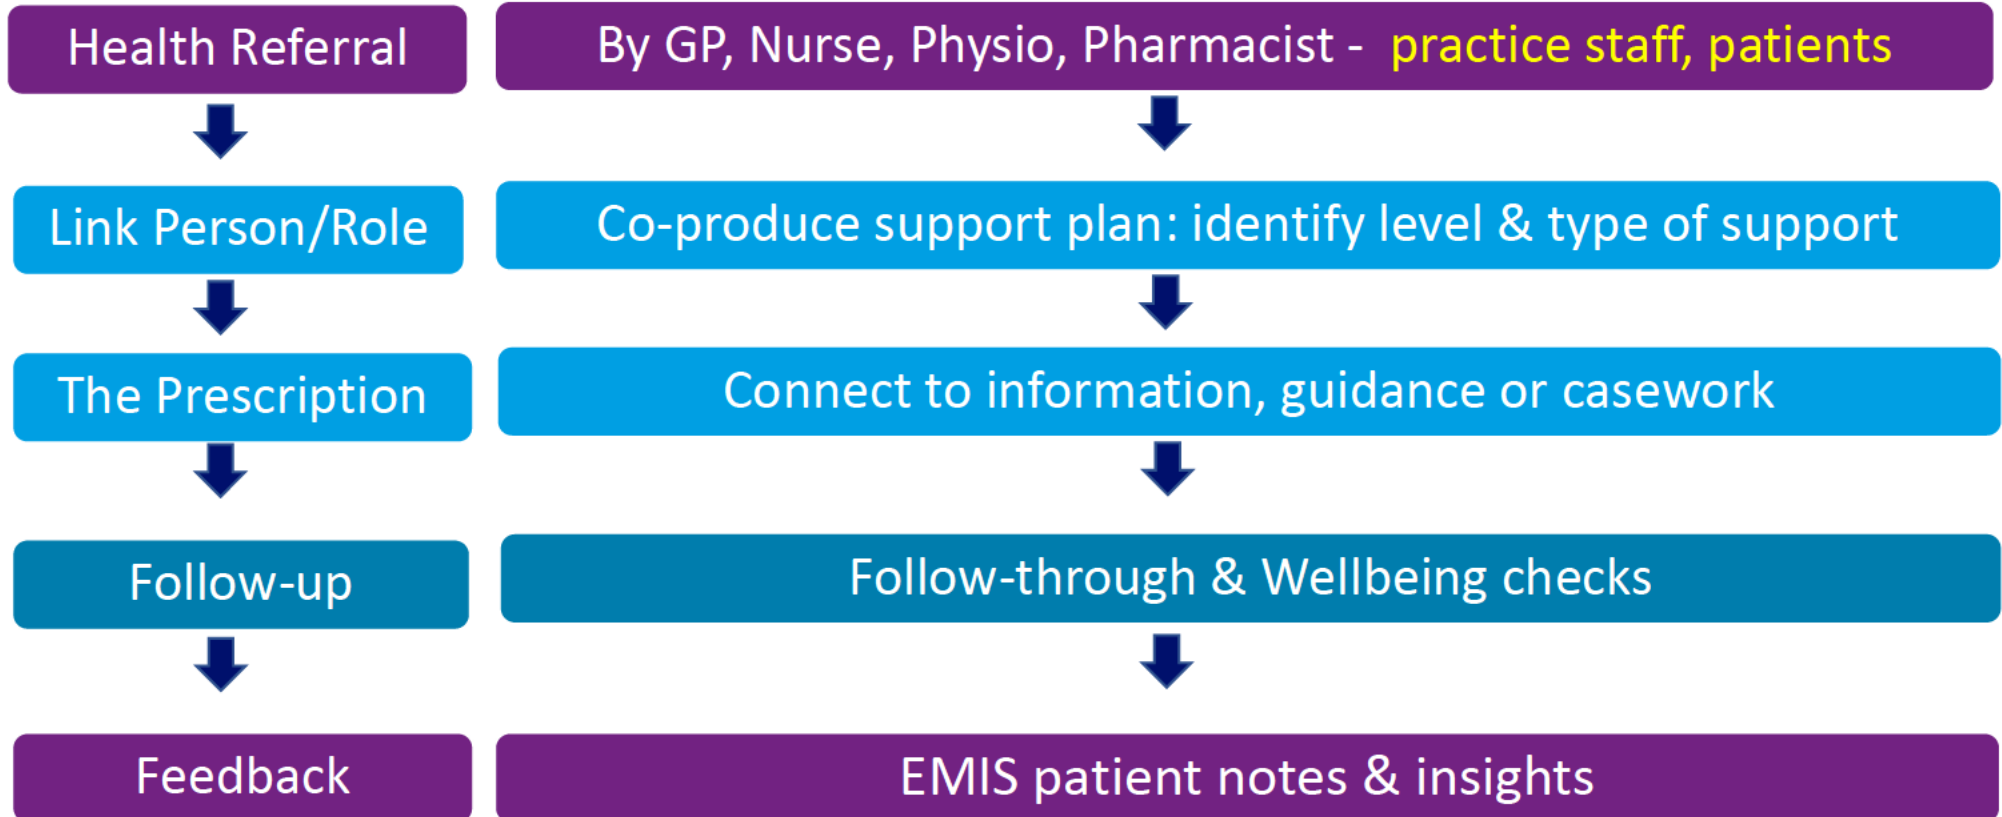 Health Referral
By GP, Nurse, Physio, Pharmacist - practice staff, patients
Link Person/Role
Co-produce support plan: identify level & type of support
The Prescription
Connect to information, guidance or casework
Follow-up
Follow-through & Wellbeing checks
Feedback
EMIS patient notes & insights